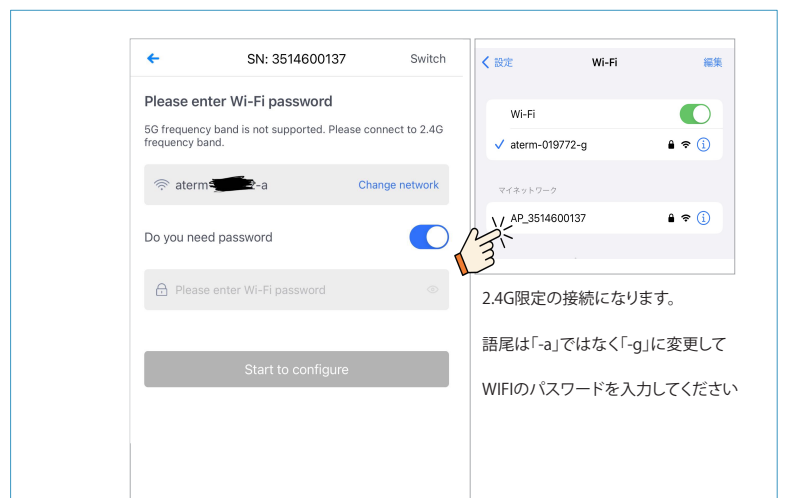 SN: 3514600137
Switch
Please enter Wi-Fi password
5G frequency band is not supported. Please connect to 2.4G
frequency band.
aterm-
-a
Change network
Do you need password
Please enter Wi-Fi password
Start to configure
設定
Wi-Fi
編集
Wi-Fi
aterm-019772-g
マイネットワーク
AP_3514600137
2.4G限定の接続になります。
語尾は「-a」ではなく「-g」に変更して
WIFIのパスワードを入力してください